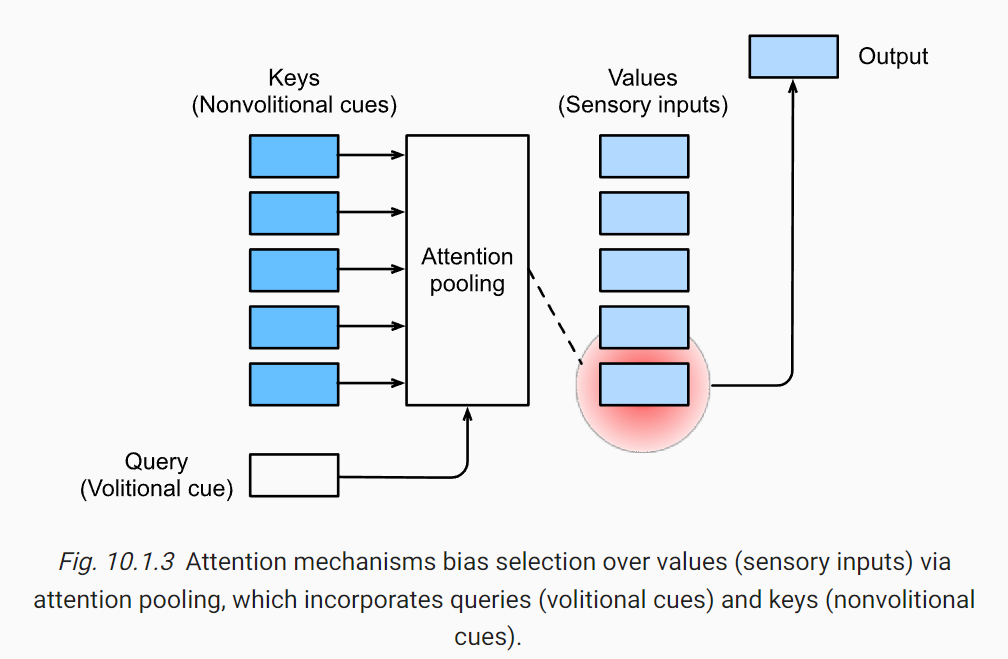 Output
Keys
(Nonvolitional cues)
Values
(Sensory inputs)
Attention
pooling
Query
(Volitional cue)
Fig. 10.1.3 Attention mechanisms bias selection over values (sensory inputs) via
attention pooling, which incorporates queries (volitional cues) and keys (nonvolitional
cues).